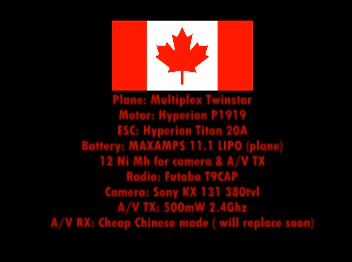 Plane: Multiplex Twinstar
Motor: Hyperion P1919
ESC: Hyperion Titan 20A
Battery: MAXAMPS 11.1 LIPO (plane)
12 Ni Mh for camera & A/V TX
Radio: Futaba T9CAP
Camera: Sony KX 131 380tvl
A/V TX: 500mW 2.4Ghz
A/V RX: Cheap Chinese made ( will replace soon)